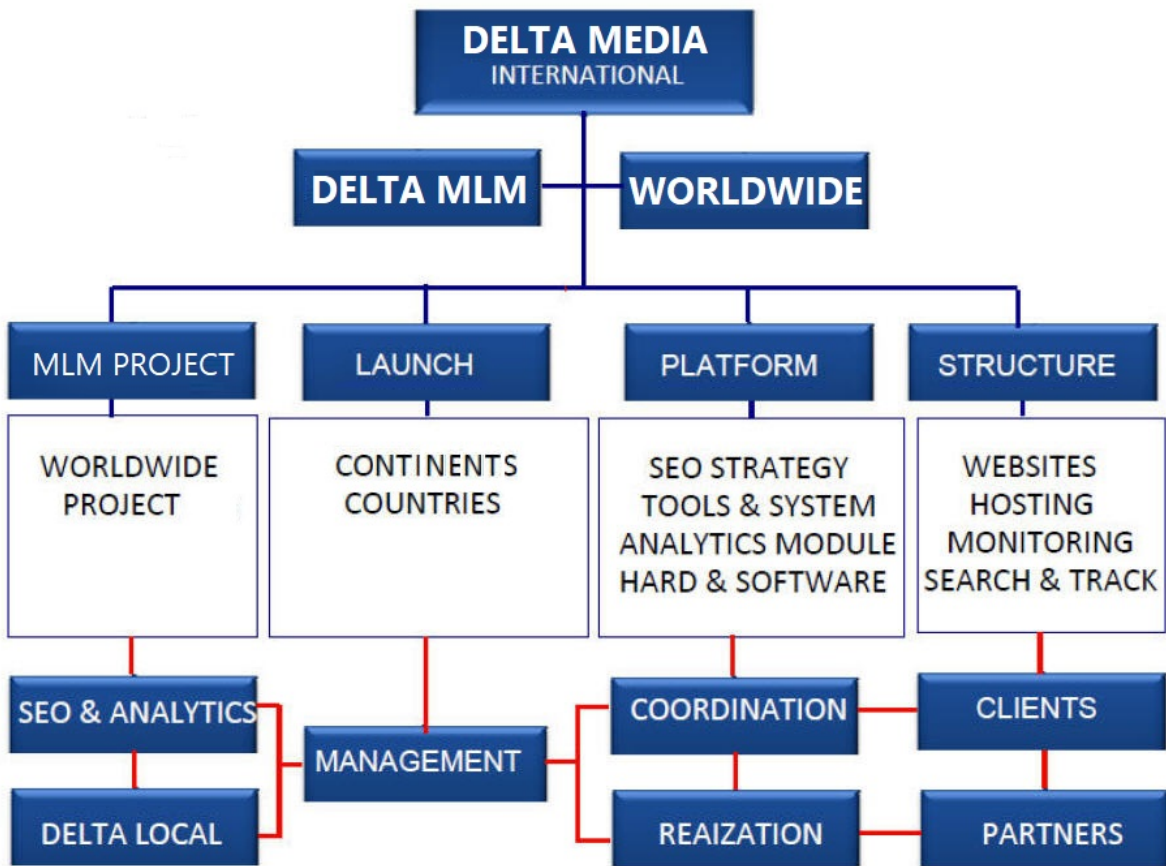 DELTA MEDIA
INTERNATIONAL
DELTA MLM
WORLDWIDE
MLM PROJECT
LAUNCH
PLATFORM
STRUCTURE
WORLDWIDE
PROJECT
CONTINENTS
COUNTRIES
SEO STRATEGY
TOOLS & SYSTEM
ANALYTICS MODULE
HARD & SOFTWARE
WEBSITES
HOSTING
MONITORING
SEARCH & TRACK
SEO & ANALYTICS
MANAGEMENT
COORDINATION
CLIENTS
DELTA LOCAL
REAIZATION
PARTNERS